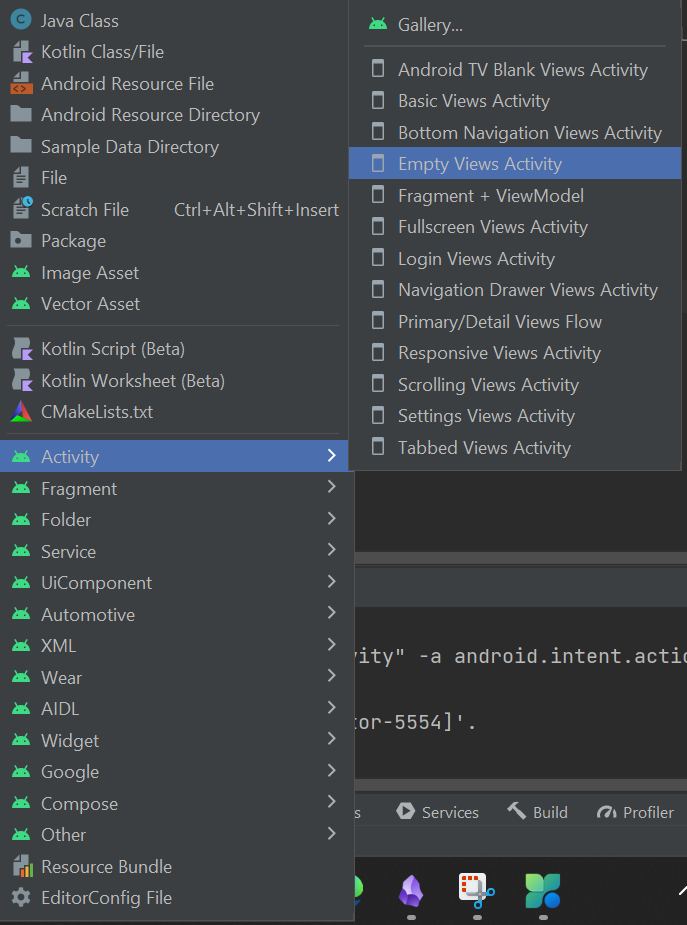 Java Class
Kotlin Class/File
Android Resource File
Android Resource Directory
Sample Data Directory
File
Scratch File Ctrl+Alt+Shift+Insert
Package
Image Asset
Vector Asset
Kotlin Script (Beta)
Kotlin Worksheet (Beta)
CMakeLists.txt
Activity
Fragment
Folder
Service
UiComponent
Automotive
XML
Wear
AIDL
Widget
Google
Compose
Other
Resource Bundle
EditorConfig File
Gallery...
Android TV Blank Views Activity
Basic Views Activity
Bottom Navigation Views Activity
Empty Views Activity
Fragment + ViewModel
Fullscreen Views Activity
Login Views Activity
Navigation Drawer Views Activity
Primary/Detail Views Flow
Responsive Views Activity
Scrolling Views Activity
Settings Views Activity
Tabbed Views Activity
vity" -a android.intent.actio
tor-5554]'.
s Services Build Profiler